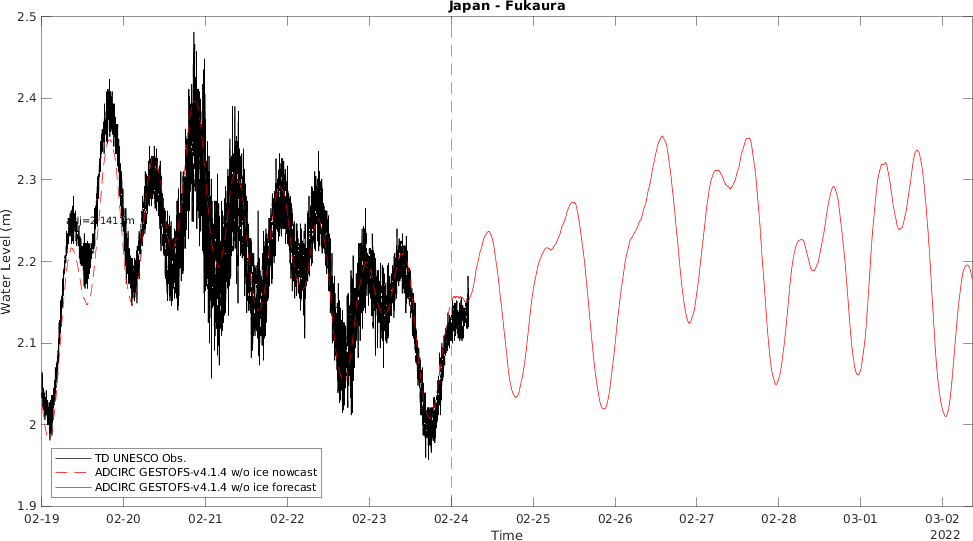 Japan - Fukaura
Water Level (m)
2.5
2.4
2.3
2.2
2.1
2
1.9
TD UNESCO Obs.
ADCIRC GESTOFS-v4.1.4 w/o ice nowcast
ADCIRC GESTOFS-v4.1.4 w/o ice forecast
02-19 02-20 02-21 02-22 02-23 02-24 02-25 02-26 02-27 02-28 03-01 03-02
2022
Time